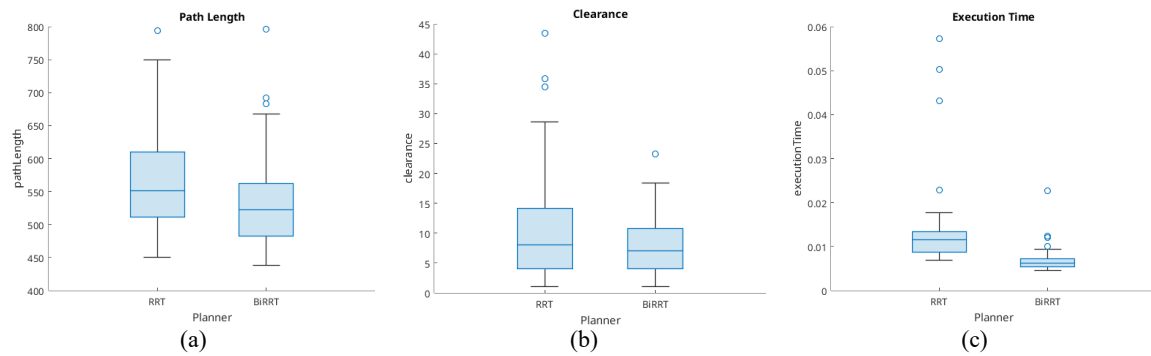 Path Length
800
750
700
650
600
550
500
450
400
pathLength
RRT
BiRRT
Planner
(a)
Clearance
45
40
35
30
25
20
15
10
5
0
clearance
RRT
BiRRT
Planner
(b)
Execution Time
0.06
0.05
0.04
0.03
0.02
0.01
0
executionTime
RRT
BiRRT
Planner
(c)